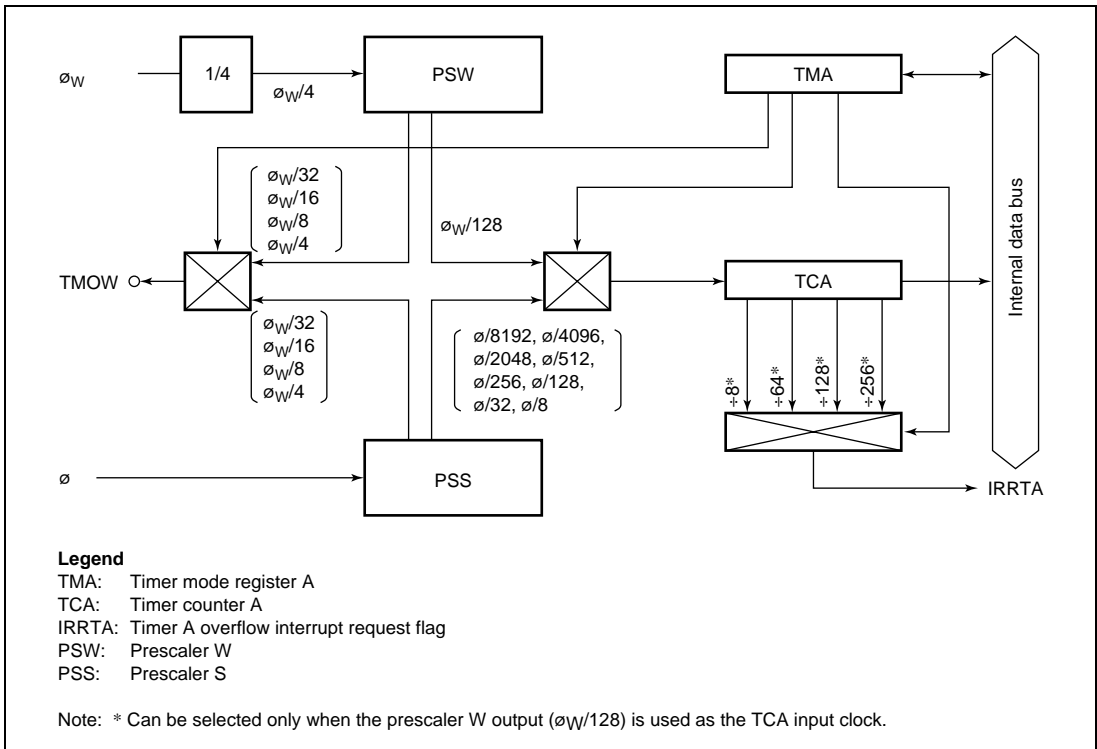 øW
1/4
øW/4
PSW
TMA
øW/32
øW/16
øW/8
øW/4
øW/128
TMOW
TCA
Internal data bus
øW/32
øW/16
øW/8
øW/4
ø/8192, ø/4096,
ø/2048, ø/512,
ø/256, ø/128,
ø/32, ø/8
÷8*
÷64*
÷128*
÷256*
ø
PSS
IRRTA
Legend
TMA: Timer mode register A
TCA: Timer counter A
IRRTA: Timer A overflow interrupt request flag
PSW: Prescaler W
PSS: Prescaler S
Note: * Can be selected only when the prescaler W output (øW/128) is used as the TCA input clock.